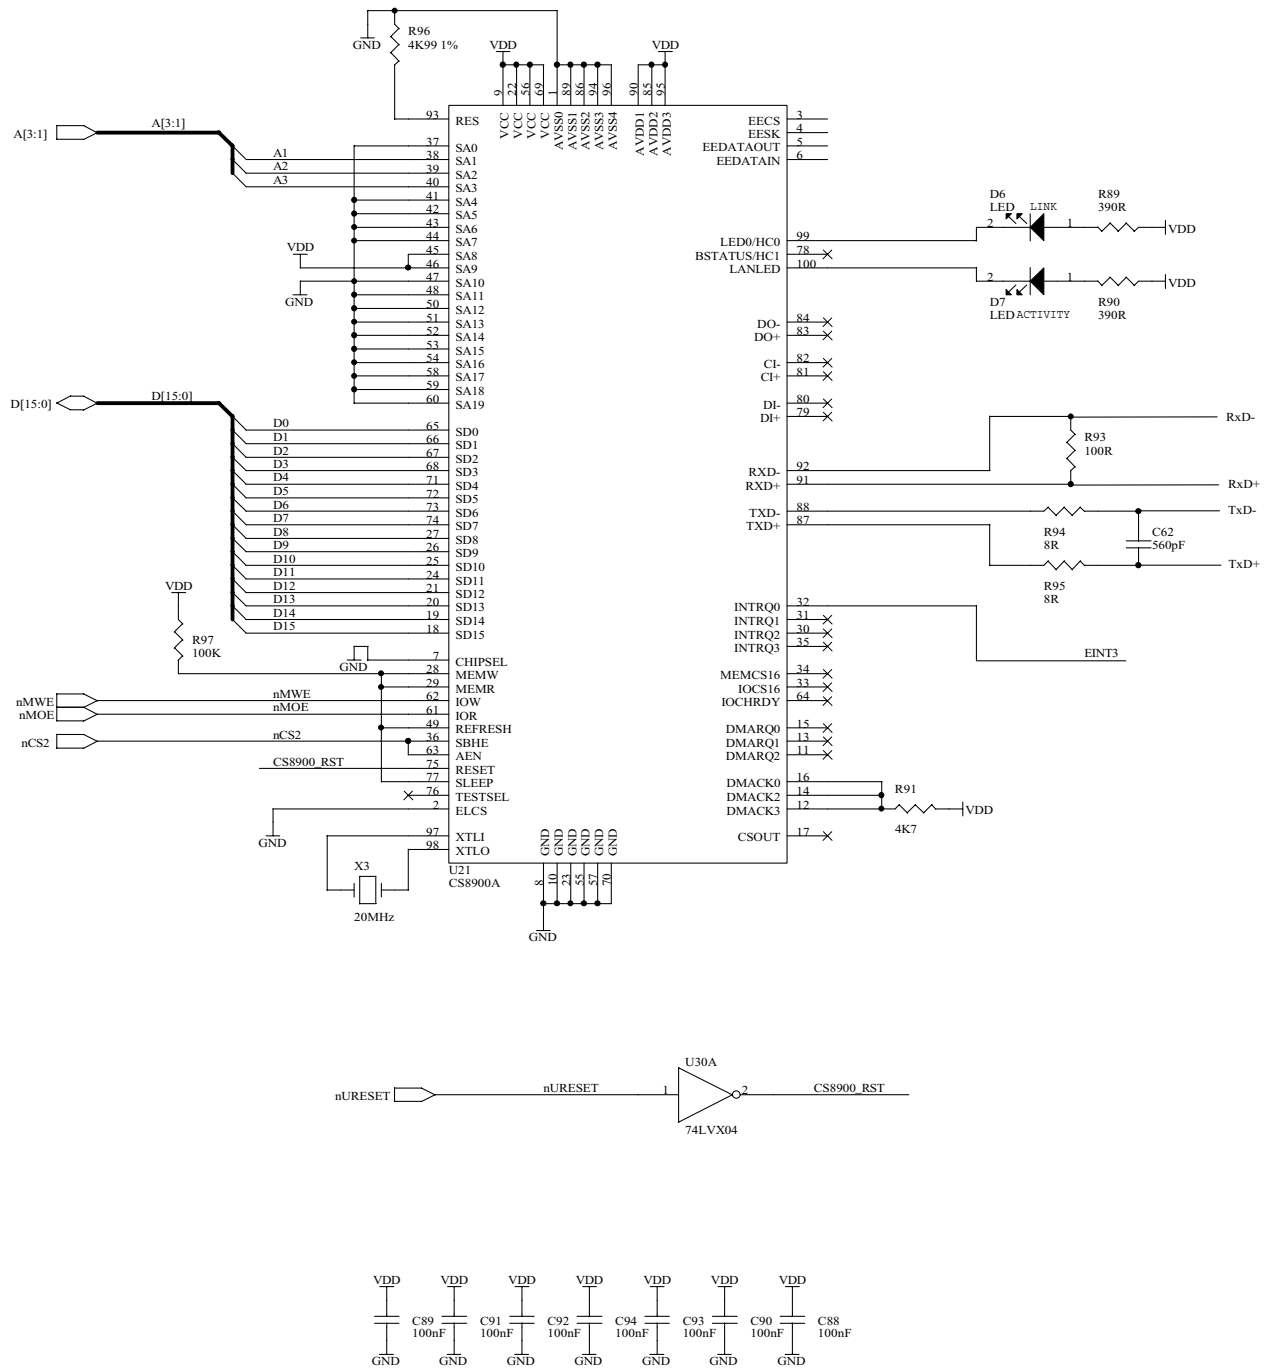 R96
4K99 1%
GND
VDD
VDD
9
22
56
69
1
89
86
94
96
90
85
95
VCC
VCC
VCC
VCC
AVSS0
AVSS1
AVSS2
AVSS3
AVSS4
AVDD1
AVDD2
AVDD3
A[3:1]
A[3:1]
93 RES
37 SA0
A1 38 SA1
A2 39 SA2
A3 40 SA3
41 SA4
42 SA5
43 SA6
44 SA7
VDD
45 SA8
46 SA9
GND
47 SA10
48 SA11
50 SA12
51 SA13
52 SA14
53 SA15
54 SA16
58 SA17
59 SA18
60 SA19
D[15:0]
D[15:0]
D0 65 SD0
D1 66 SD1
D2 67 SD2
D3 68 SD3
D4 71 SD4
D5 72 SD5
D6 73 SD6
D7 74 SD7
D8 27 SD8
D9 26 SD9
D10 25 SD10
D11 24 SD11
D12 21 SD12
D13 20 SD13
D14 19 SD14
D15 18 SD15
VDD
R97
100K
GND
7 CHIPSEL
28 MEMW
29 MEMR
nMWE nMWE 62 IOW
nMOE nMOE 61 IOR
49 REFRESH
nCS2 nCS2 36 SBHE
63 AEN
CS8900_RST 75 RESET
77 SLEEP
76 TESTSEL
2 ELCS
GND
97 XTLI
98 XTLO
X3
20MHz
U21
CS8900A
GND
GND
GND
GND
GND
GND
8
10
23
55
57
70
GND
EECS 3
EESK 4
EEDATAOUT 5
EEDATAIN 6
LED0/HC0 99
BSTATUS/HC1 78
LANLED 100
D6
LED LINK
2 1
R89
390R
VDD
2 1
D7
LED ACTIVITY
R90
390R
VDD
DO- 84
DO+ 83
CI- 82
CI+ 81
DI- 80
DI+ 79
RXD- 92
RXD+ 91
TXD- 88
TXD+ 87
R93
100R
RxD-
RxD+
TxD-
TxD+
R94
8R
R95
8R
C62
560pF
INTRQ0 32
INTRQ1 31
INTRQ2 30
INTRQ3 35
EINT3
MEMCS16 34
IOCS16 33
IOCHRDY 64
DMARQ0 15
DMARQ1 13
DMARQ2 11
DMACK0 16
DMACK2 14
DMACK3 12
R91
4K7
VDD
CSOUT 17
U30A
nURESET nURESET 1 2 CS8900_RST
74LVX04
VDD VDD VDD VDD VDD VDD VDD
C89 C91 C92 C94 C93 C90 C88
100nF 100nF 100nF 100nF 100nF 100nF 100nF
GND GND GND GND GND GND GND